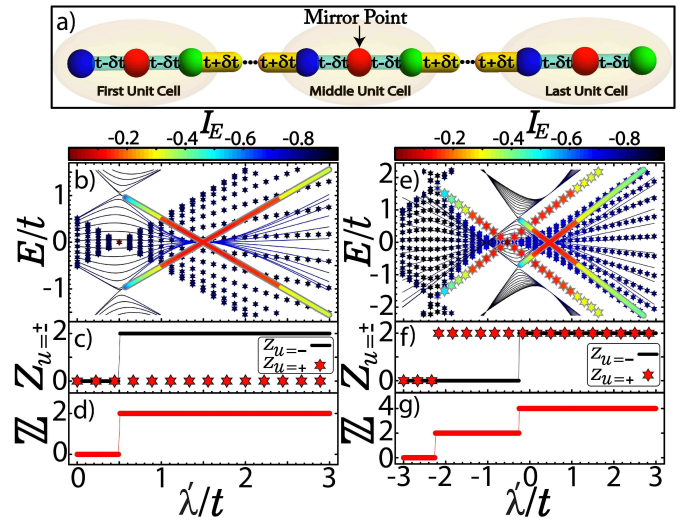 a)
Mirror Point
t-δt t-δt t+δt ··· t+δt t-δt t-δt t+δt ··· t+δt t-δt t-δt
First Unit Cell Middle Unit Cell Last Unit Cell
I_E I_E
-0.2 -0.4 -0.6 -0.8 -0.2 -0.4 -0.6 -0.8
b) e)
E/t E/t
1 0 -1
2 1 0 -1 -2
c) f)
Z_{u=±} Z_{u=±}
2 0 2 0
Z_{u=-} Z_{u=-}
Z_{u=+} Z_{u=+}
d) g)
ℤ
2 0 4 2 0
0 1 2 3 -3 -2 -1 0 1 2 3
λ'/t λ'/t